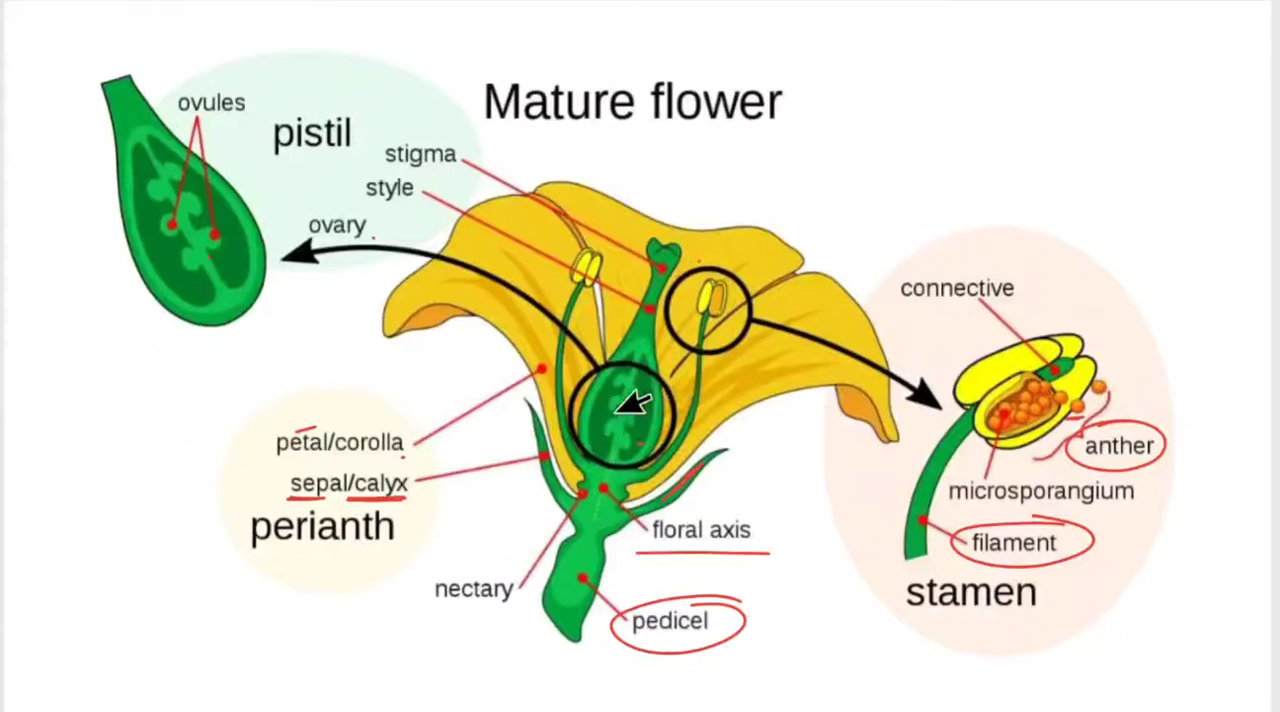 Mature flower
ovules
pistil
stigma
style
ovary
connective
anther
microsporangium
filament
stamen
petal/corolla
sepal/calyx
perianth
floral axis
nectary
pedicel